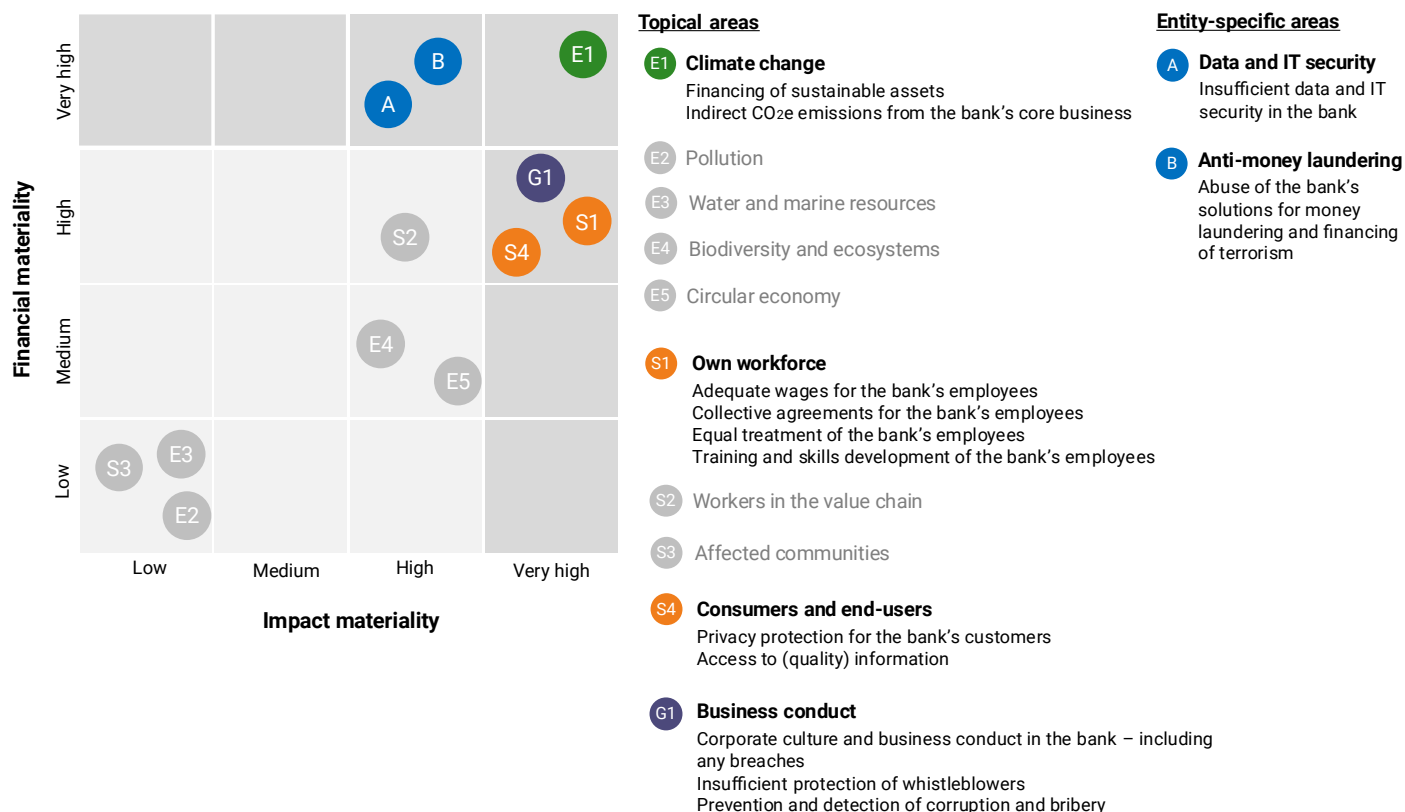 Financial materiality
Very high
High
Medium
Low
B
E1
A
G1
S1
S2
S4
E4
E5
S3
E3
E2
Low
Medium
High
Very high
Impact materiality
Topical areas
E1 Climate change
Financing of sustainable assets
Indirect CO2e emissions from the bank’s core business
E2 Pollution
E3 Water and marine resources
E4 Biodiversity and ecosystems
E5 Circular economy
S1 Own workforce
Adequate wages for the bank’s employees
Collective agreements for the bank’s employees
Equal treatment of the bank’s employees
Training and skills development of the bank’s employees
S2 Workers in the value chain
S3 Affected communities
S4 Consumers and end-users
Privacy protection for the bank’s customers
Access to (quality) information
G1 Business conduct
Corporate culture and business conduct in the bank – including
any breaches
Insufficient protection of whistleblowers
Prevention and detection of corruption and bribery
Entity-specific areas
A Data and IT security
Insufficient data and IT
security in the bank
B Anti-money laundering
Abuse of the bank’s
solutions for money
laundering and financing
of terrorism